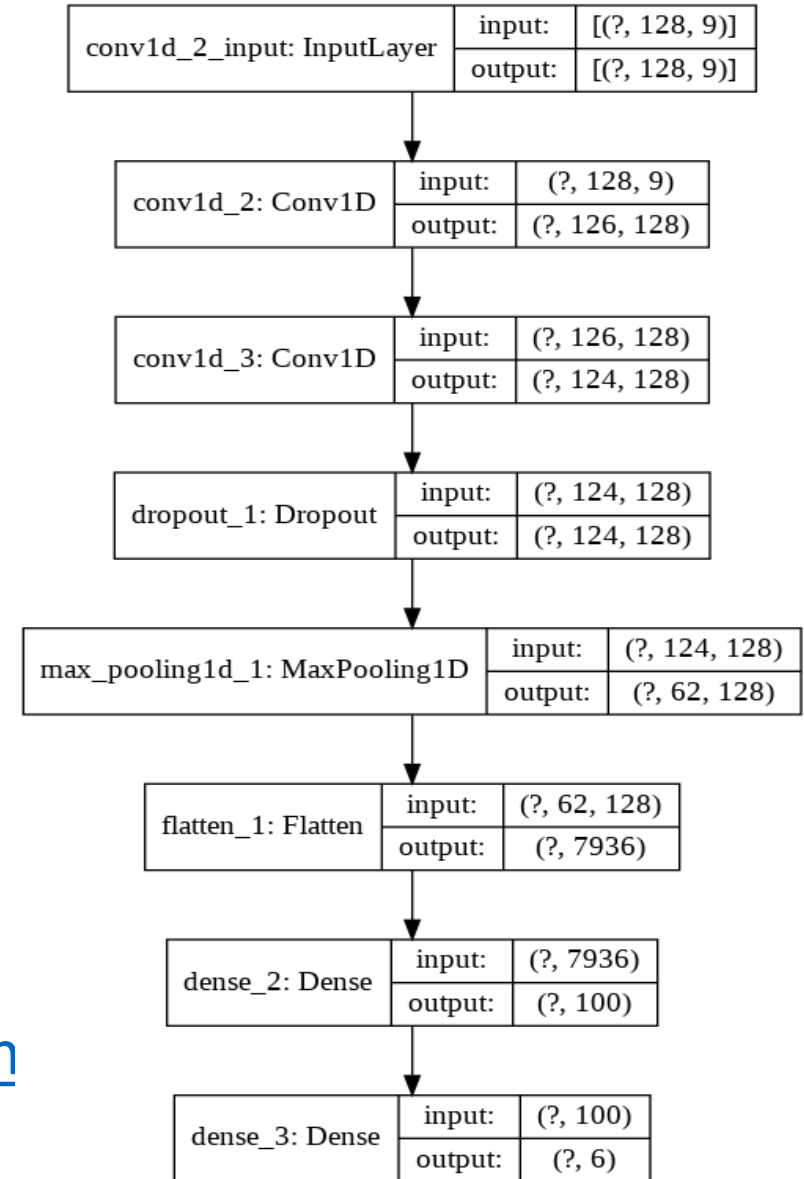 conv1d_2_input: InputLayer
input: [(?, 128, 9)]
output: [(?, 128, 9)]
conv1d_2: Conv1D
input: (?, 128, 9)
output: (?, 126, 128)
conv1d_3: Conv1D
input: (?, 126, 128)
output: (?, 124, 128)
dropout_1: Dropout
input: (?, 124, 128)
output: (?, 124, 128)
max_pooling1d_1: MaxPooling1D
input: (?, 124, 128)
output: (?, 62, 128)
flatten_1: Flatten
input: (?, 62, 128)
output: (?, 7936)
dense_2: Dense
input: (?, 7936)
output: (?, 100)
dense_3: Dense
input: (?, 100)
output: (?, 6)